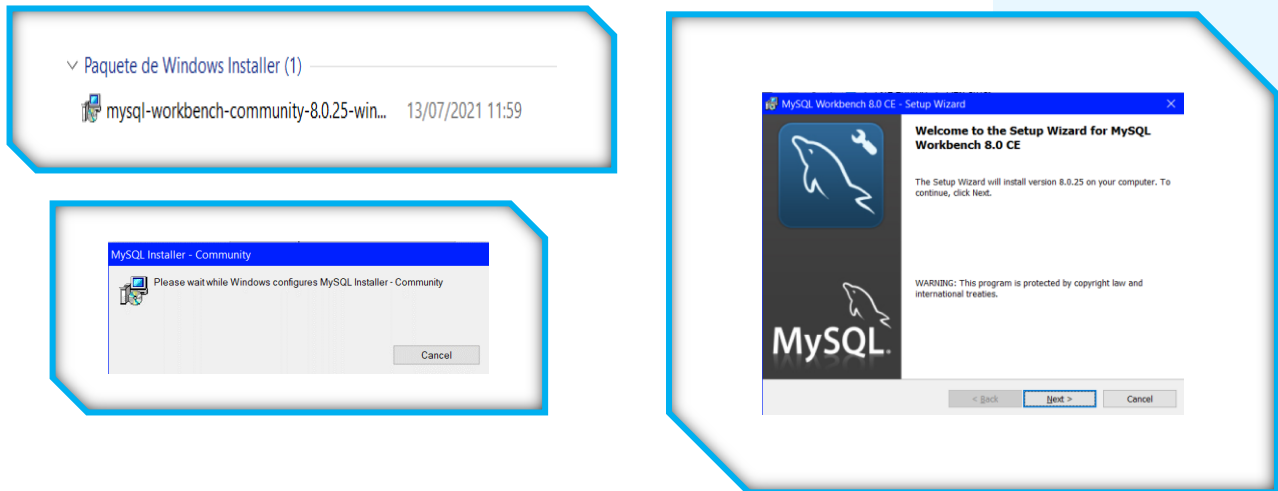 Paquete de Windows Installer (1)
mysql-workbench-community-8.0.25-win... 13/07/2021 11:59
MySQL Installer - Community
Please wait while Windows configures MySQL Installer - Community
Cancel
MySQL Workbench 8.0 CE - Setup Wizard
Welcome to the Setup Wizard for MySQL
Workbench 8.0 CE
The Setup Wizard will install version 8.0.25 on your computer. To
continue, click Next.
WARNING: This program is protected by copyright law and
international treaties.
MySQL.
< Back Next > Cancel